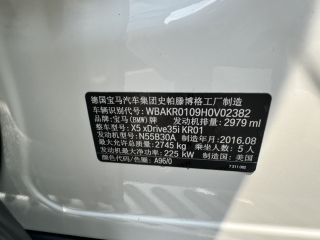 德国宝马汽车集团史帕滕博格工厂制造
车辆识别代号: WBAKR0109H0V02382
品牌: 宝马(BMW)牌 发动机排量: 2979 ml
车型: X5 xDrive35i KR01
发动机型号: N55B30A 制造年月: 2016.08
最大允许总质量: 2745 kg 乘坐人数: 5 人
发动机最大净功率: 225 kW 制造国: 美国
车身颜色/色号: A96/0